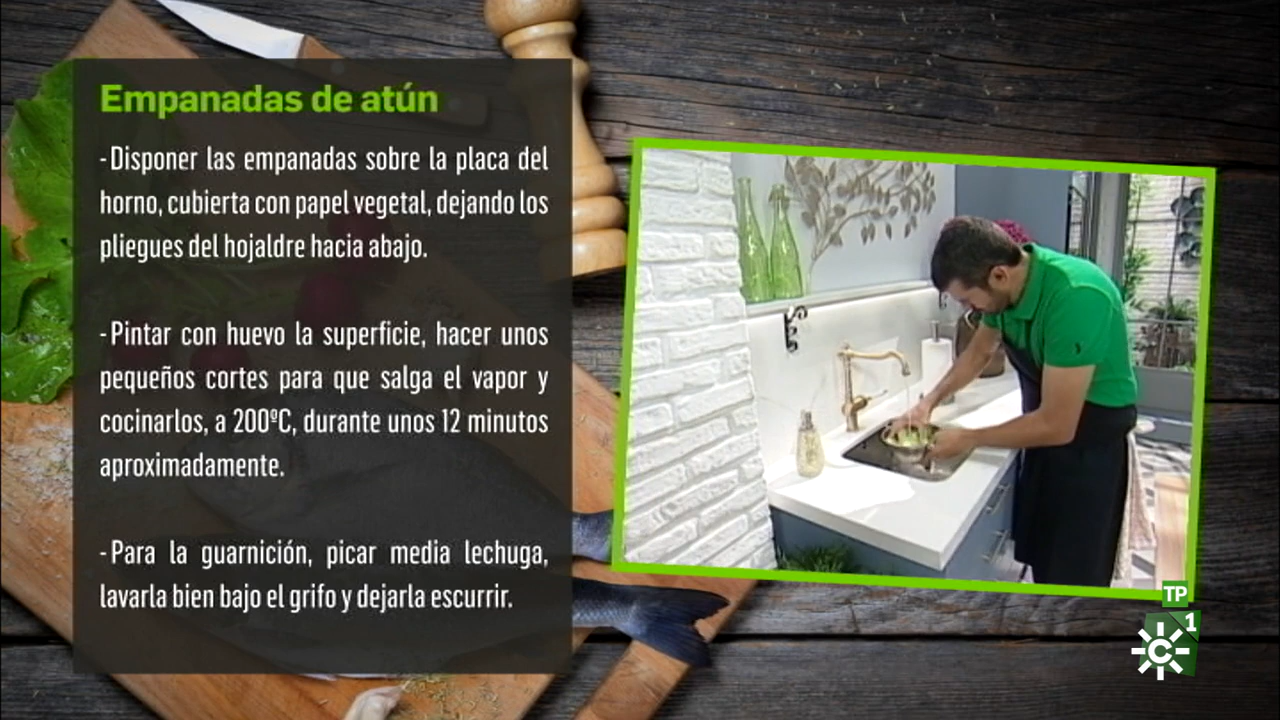 Empanadas de atún
-Disponer las empanadas sobre la placa del
horno, cubierta con papel vegetal, dejando los
pliegues del hojaldre hacia abajo.
-Pintar con huevo la superficie, hacer unos
pequeños cortes para que salga el vapor y
cocinarlos, a 200ºC, durante unos 12 minutos
aproximadamente.
-Para la guarnición, picar media lechuga,
lavarla bien bajo el grifo y dejarla escurrir.
TP
1
C